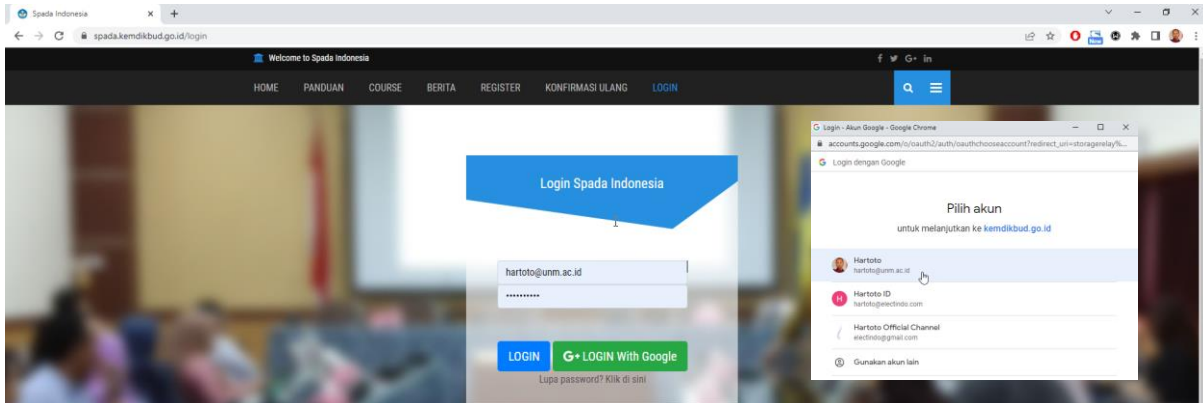 Spada Indonesia
spada.kemdikbud.go.id/login
New
Welcome to Spada Indonesia
HOME PANDUAN COURSE BERITA REGISTER KONFIRMASI ULANG LOGIN
Login Spada Indonesia
hartoto@unm.ac.id
LOGIN G+ LOGIN With Google
Lupa password? Klik di sini
Login - Akun Google - Google Chrome
accounts.google.com/o/oauth2/auth/oauthchooseaccount?redirect_uri=storagerelay%...
Login dengan Google
Pilih akun
untuk melanjutkan ke kemdikbud.go.id
Hartoto
hartoto@unm.ac.id
H
Hartoto ID
hartoto@electindo.com
Hartoto Official Channel
electindo@gmail.com
Gunakan akun lain